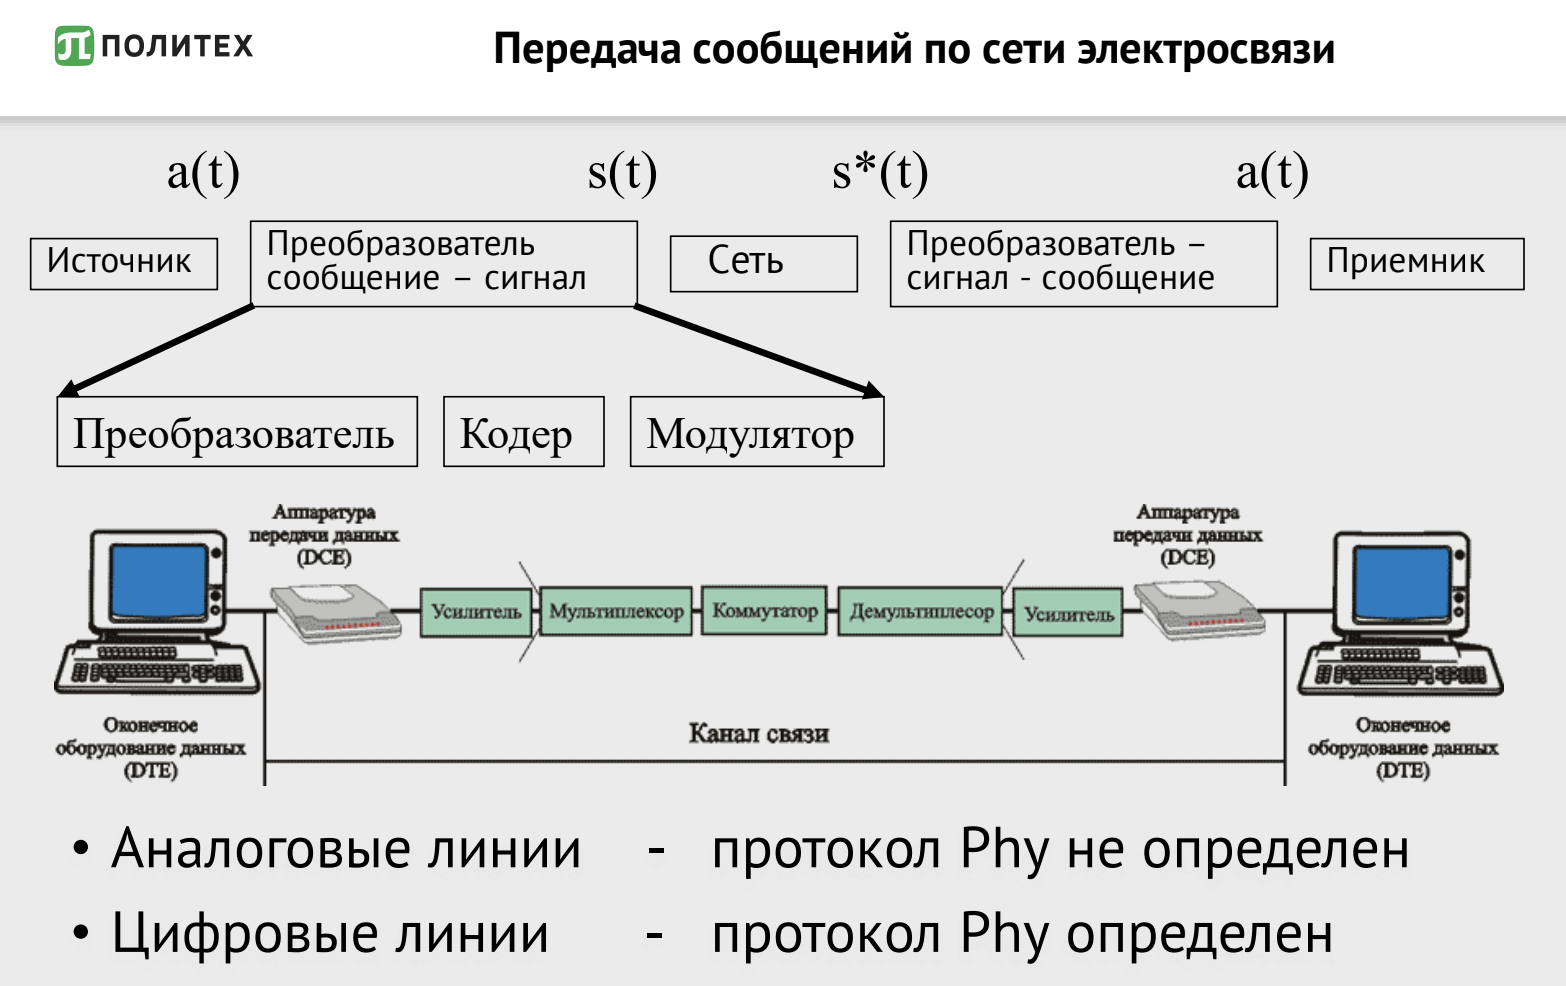 ПОЛИТЕХ
Передача сообщений по сети электросвязи
a(t) s(t) s*(t) a(t)
Источник
Преобразователь
сообщение – сигнал
Сеть
Преобразователь –
сигнал - сообщение
Приемник
Преобразователь
Кодер
Модулятор
Аппаратура
передачи данных
(DCE)
Аппаратура
передачи данных
(DCE)
Усилитель
Мультиплексор
Коммутатор
Демультиплесор
Усилитель
Оконечное
оборудование данных
(DTE)
Канал связи
Оконечное
оборудование данных
(DTE)
• Аналоговые линии - протокол Phy не определен
• Цифровые линии - протокол Phy определен